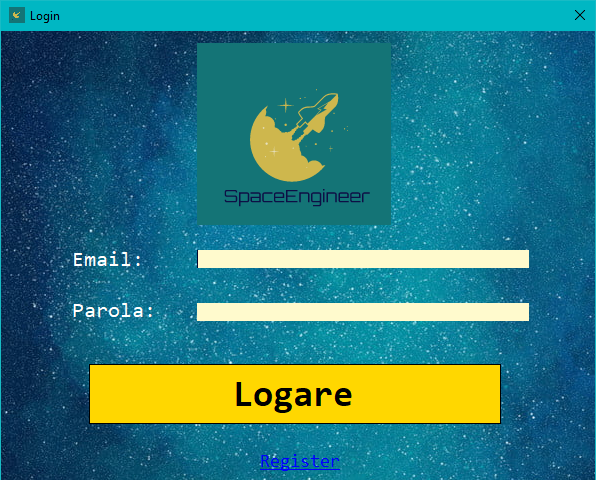 Login
SpaceEngineer
Email:
Parola:
Logare
Register